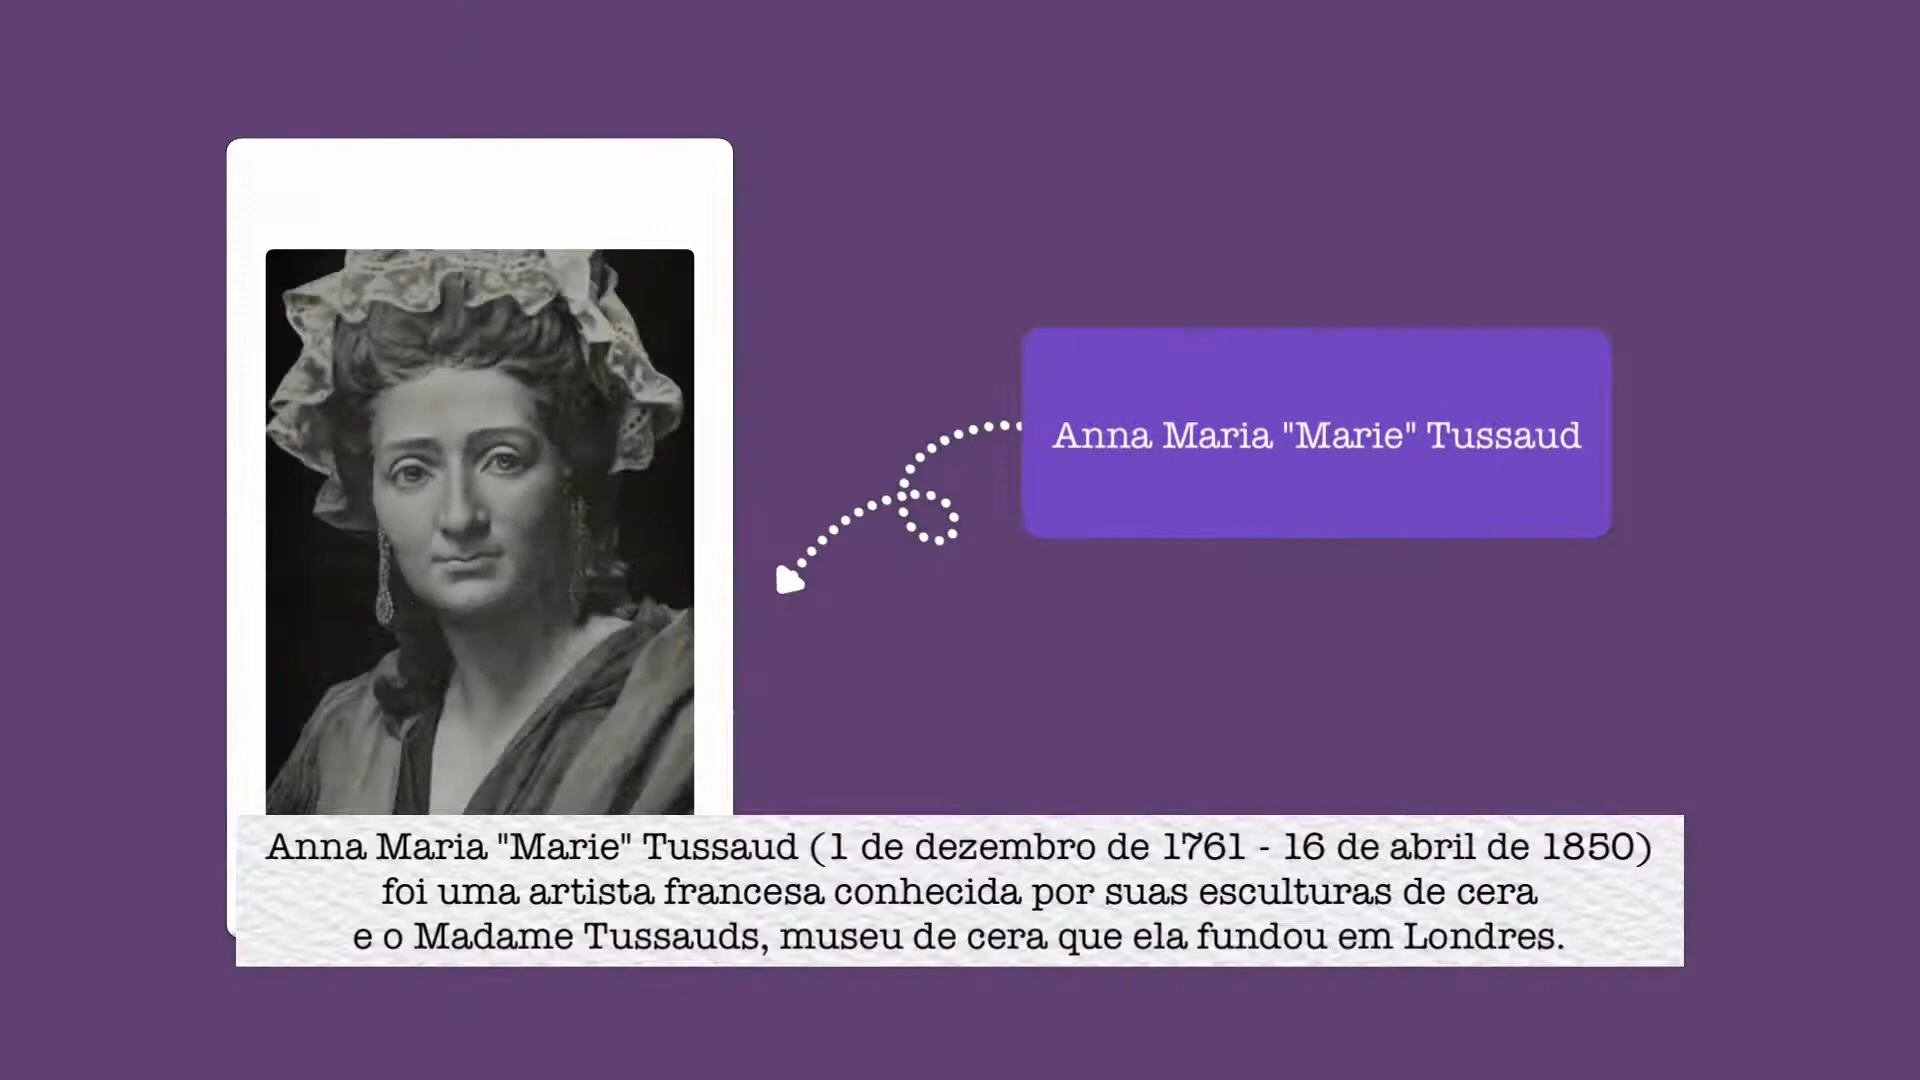 Anna Maria "Marie" Tussaud
Anna Maria "Marie" Tussaud (1 de dezembro de 1761 - 16 de abril de 1850)
foi uma artista francesa conhecida por suas esculturas de cera
e o Madame Tussauds, museu de cera que ela fundou em Londres.